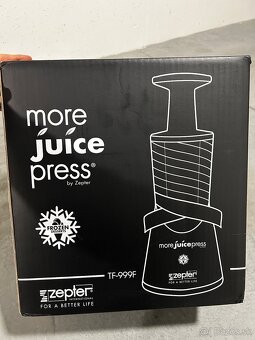 more
juice
press®
by Zepter
FROZEN
TF-999F
zepter
INTERNATIONAL
FOR A BETTER LIFE
more juice press
zepter
FOR A BETTER LIFE